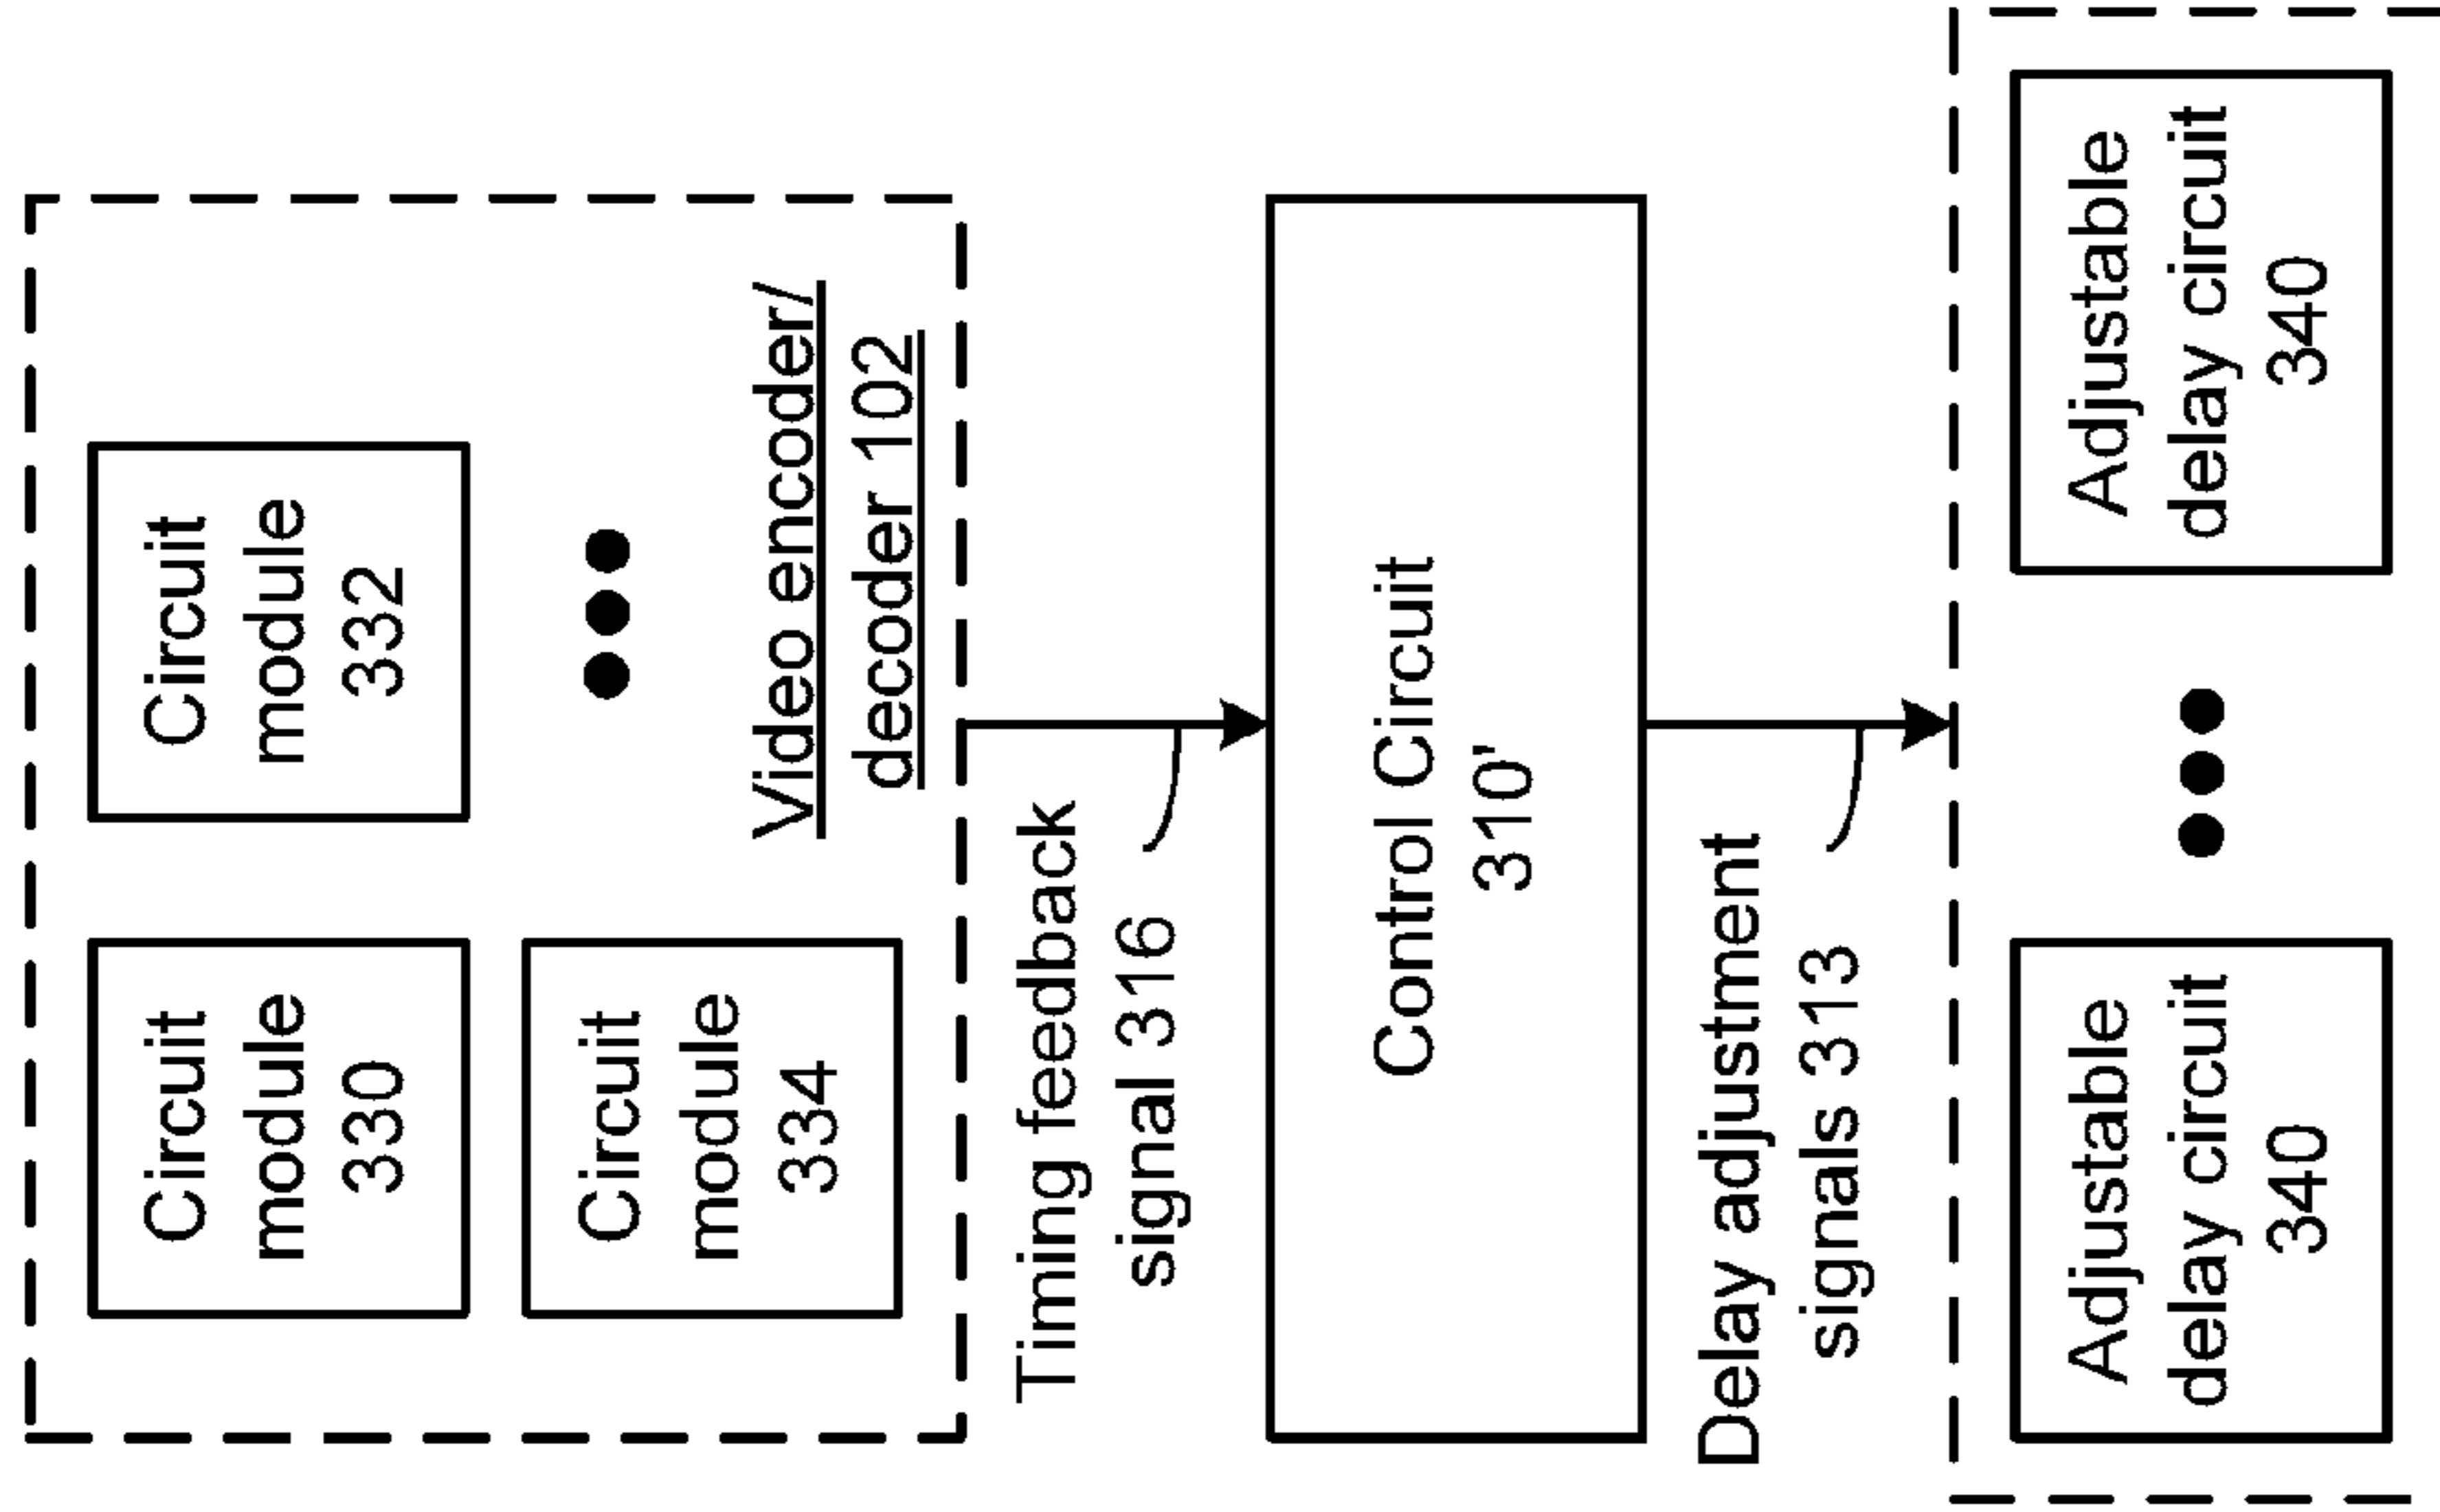 Circuit
module
330
Circuit
module
332
Circuit
module
334
Video encoder/
decoder 102
Timing feedback
signal 316
Control Circuit
310'
Delay adjustment
signals 313
Adjustable
delay circuit
340
Adjustable
delay circuit
340